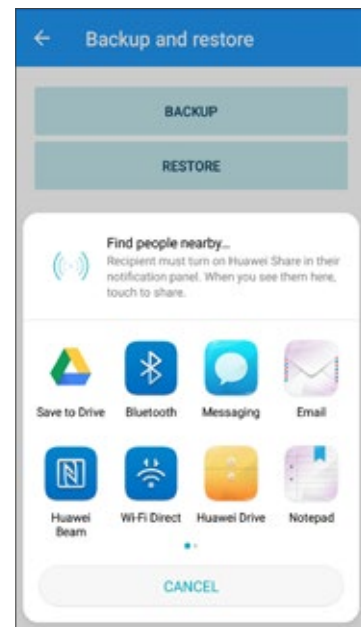 Backup and restore
BACKUP
RESTORE
Find people nearby...
Recipient must turn on Huawei Share in their
notification panel. When you see them here,
touch to share.
Save to Drive Bluetooth Messaging Email
Huawei Beam Wi-Fi Direct Huawei Drive Notepad
CANCEL